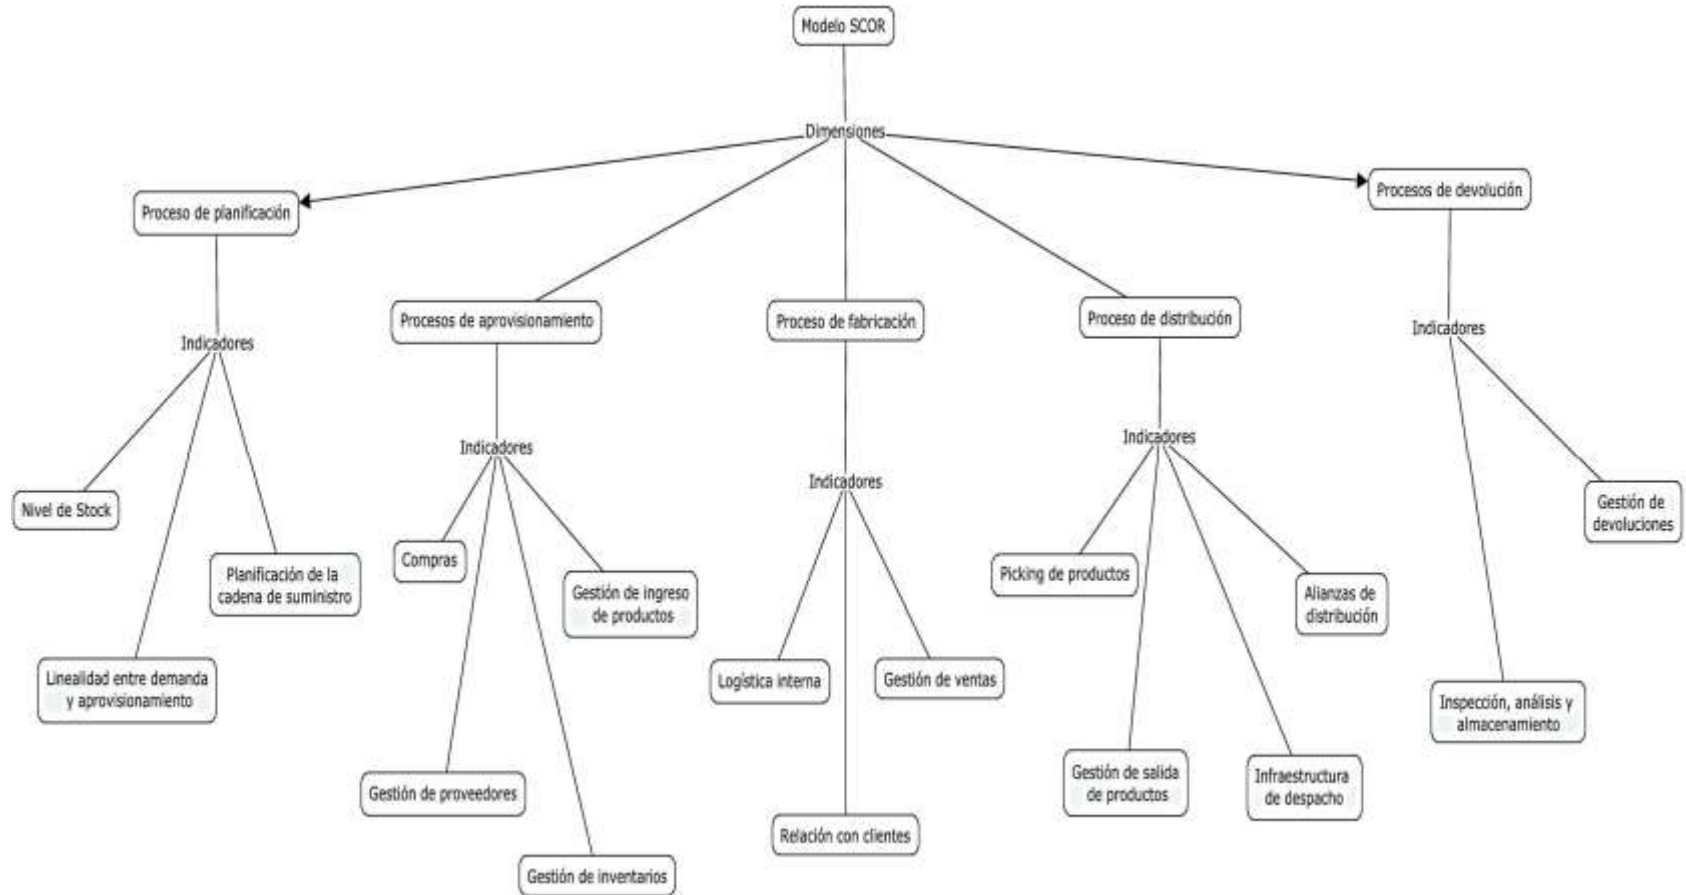 Modelo SCOR
Dimensiones
Proceso de planificación
Procesos de aprovisionamiento
Proceso de fabricación
Proceso de distribución
Procesos de devolución
Indicadores
Nivel de Stock
Linealidad entre demanda
y aprovisionamiento
Planificación de la
cadena de suministro
Indicadores
Compras
Gestión de proveedores
Gestión de inventarios
Gestión de ingreso
de productos
Indicadores
Logística interna
Relación con clientes
Gestión de ventas
Indicadores
Picking de productos
Gestión de salida
de productos
Infraestructura
de despacho
Alianzas de
distribución
Indicadores
Inspección, análisis y
almacenamiento
Gestión de
devoluciones